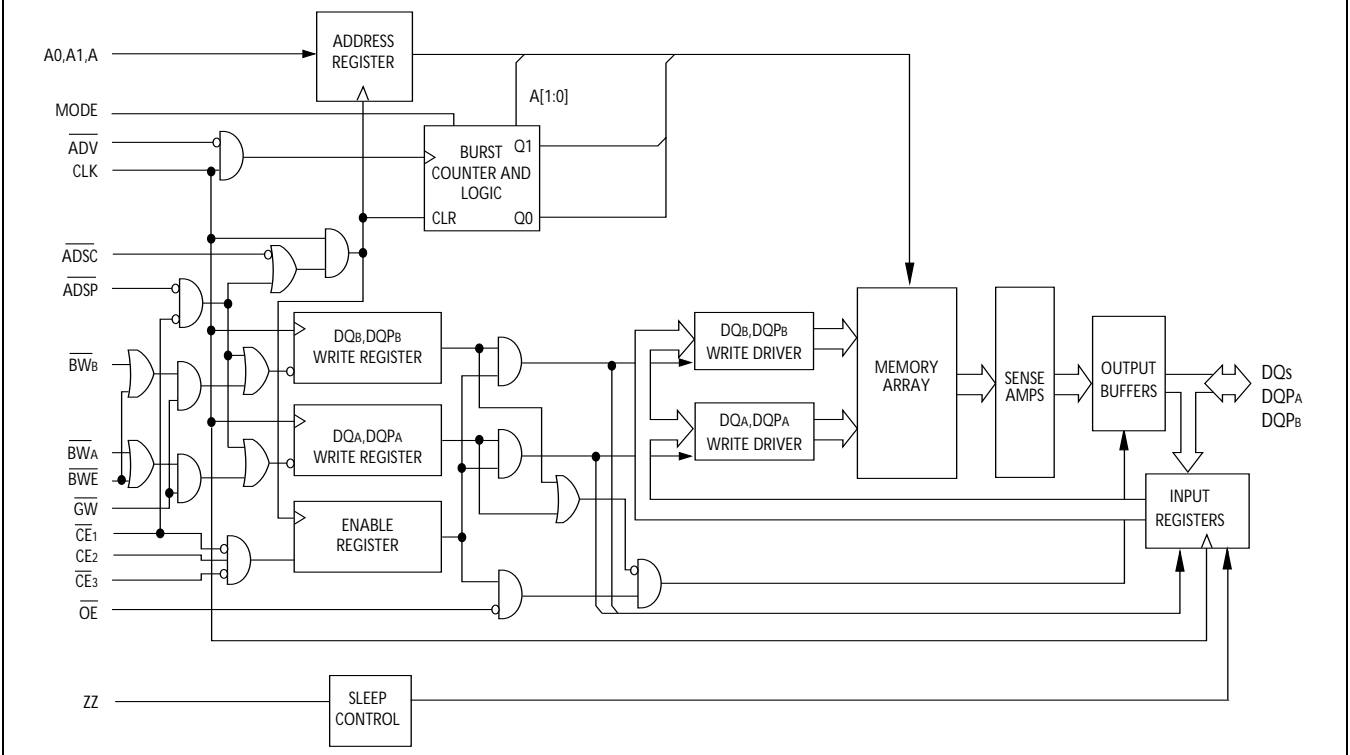 A0,A1,A
ADDRESS
REGISTER
MODE
A[1:0]
ADV
CLK
BURST
COUNTER AND
LOGIC
Q1
CLR
Q0
ADSC
ADSP
DQB,DQPB
WRITE REGISTER
DQB,DQPB
WRITE DRIVER
BWB
MEMORY
ARRAY
SENSE
AMPS
OUTPUT
BUFFERS
DQs
DQPA
DQPB
DQA,DQPA
WRITE REGISTER
DQA,DQPA
WRITE DRIVER
BWA
BWE
GW
CE1
CE2
CE3
ENABLE
REGISTER
INPUT
REGISTERS
OE
ZZ
SLEEP
CONTROL